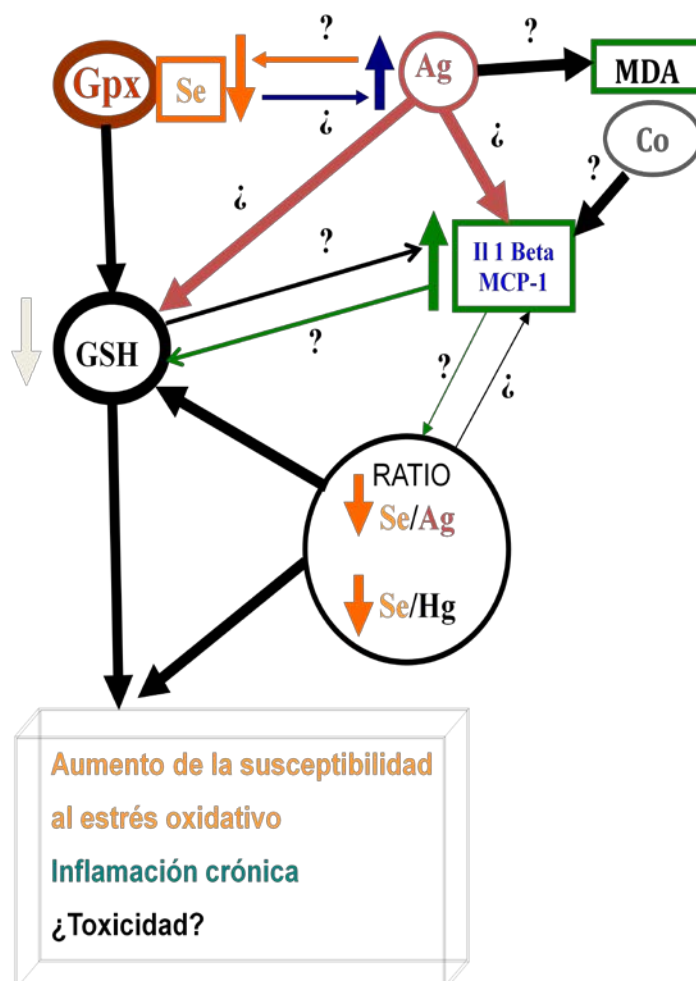 ?
Gpx
Se
Ag
?
MDA
¿
Co
¿
¿
?
?
Il 1 Beta
MCP-1
GSH
?
?
¿
RATIO
Se/Ag
Se/Hg
Aumento de la susceptibilidad
al estrés oxidativo
Inflamación crónica
¿Toxicidad?